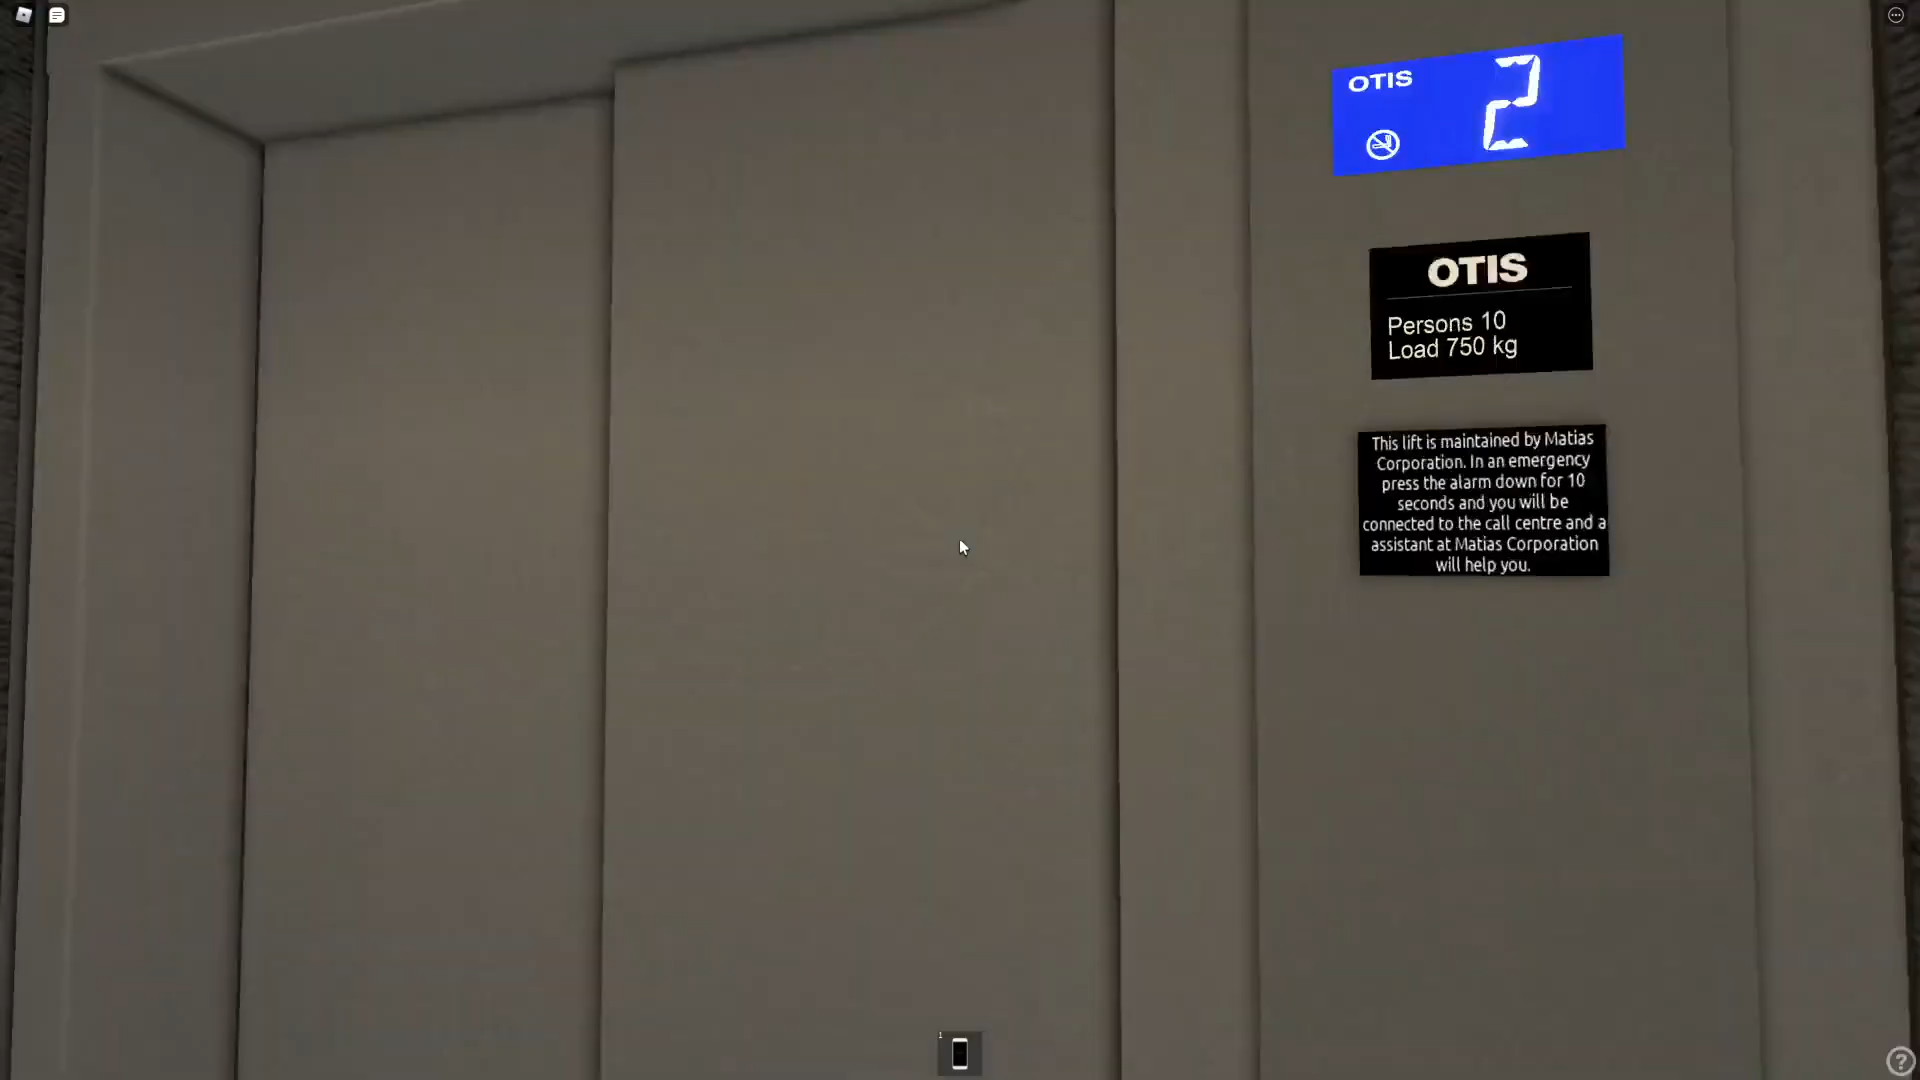 OTIS 2
OTIS
Persons 10
Load 750 kg
This lift is maintained by Matias
Corporation. In an emergency
press the alarm down for 10
seconds and you will be
connected to the call centre and a
assistant at Matias Corporation
will help you.
1
?